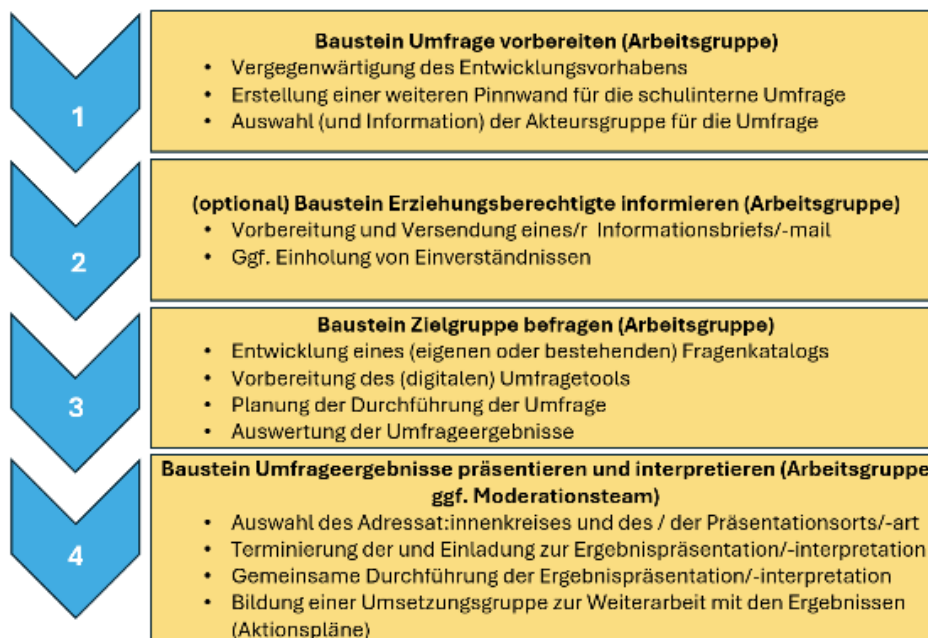 1
Baustein Umfrage vorbereiten (Arbeitsgruppe)
• Vergegenwärtigung des Entwicklungsvorhabens
• Erstellung einer weiteren Pinnwand für die schulinterne Umfrage
• Auswahl (und Information) der Akteursgruppe für die Umfrage
2
(optional) Baustein Erziehungsberechtigte informieren (Arbeitsgruppe)
• Vorbereitung und Versendung eines/r Informationsbriefs/-mail
• Ggf. Einholung von Einverständnissen
3
Baustein Zielgruppe befragen (Arbeitsgruppe)
• Entwicklung eines (eigenen oder bestehenden) Fragenkatalogs
• Vorbereitung des (digitalen) Umfragetools
• Planung der Durchführung der Umfrage
• Auswertung der Umfrageergebnisse
4
Baustein Umfrageergebnisse präsentieren und interpretieren (Arbeitsgruppe
ggf. Moderationsteam)
• Auswahl des Adressat:innenkreises und des / der Präsentationsorts/-art
• Terminierung der und Einladung zur Ergebnispräsentation/-interpretation
• Gemeinsame Durchführung der Ergebnispräsentation/-interpretation
• Bildung einer Umsetzungsgruppe zur Weiterarbeit mit den Ergebnissen
(Aktionspläne)